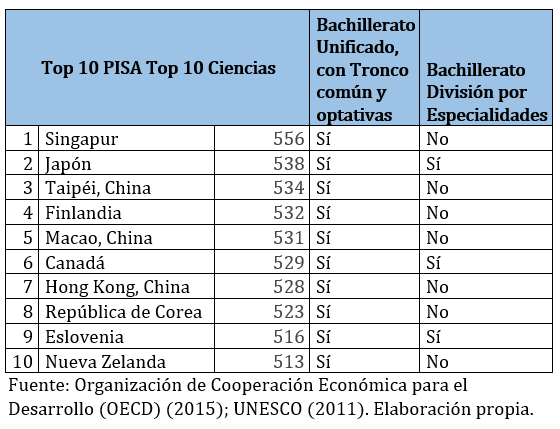 Top 10 PISA Top 10 Ciencias
Bachillerato
Unificado,
con Tronco
común y
optativas
Bachillerato
División por
Especialidades
1 Singapur 556 Sí No
2 Japón 538 Sí Sí
3 Taipéi, China 534 Sí No
4 Finlandia 532 Sí No
5 Macao, China 531 Sí No
6 Canadá 529 Sí Sí
7 Hong Kong, China 528 Sí No
8 República de Corea 523 Sí No
9 Eslovenia 516 Sí Sí
10 Nueva Zelanda 513 Sí No
Fuente: Organización de Cooperación Económica para el
Desarrollo (OECD) (2015); UNESCO (2011). Elaboración propia.